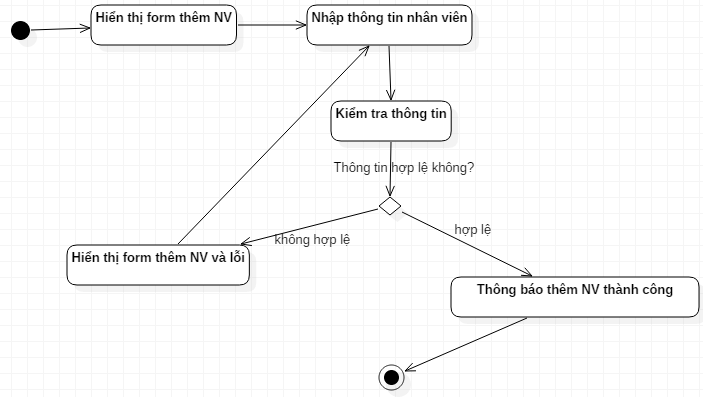 Hiển thị form thêm NV
Nhập thông tin nhân viên
Kiểm tra thông tin
Thông tin hợp lệ không?
không hợp lệ
hợp lệ
Hiển thị form thêm NV và lỗi
Thông báo thêm NV thành công